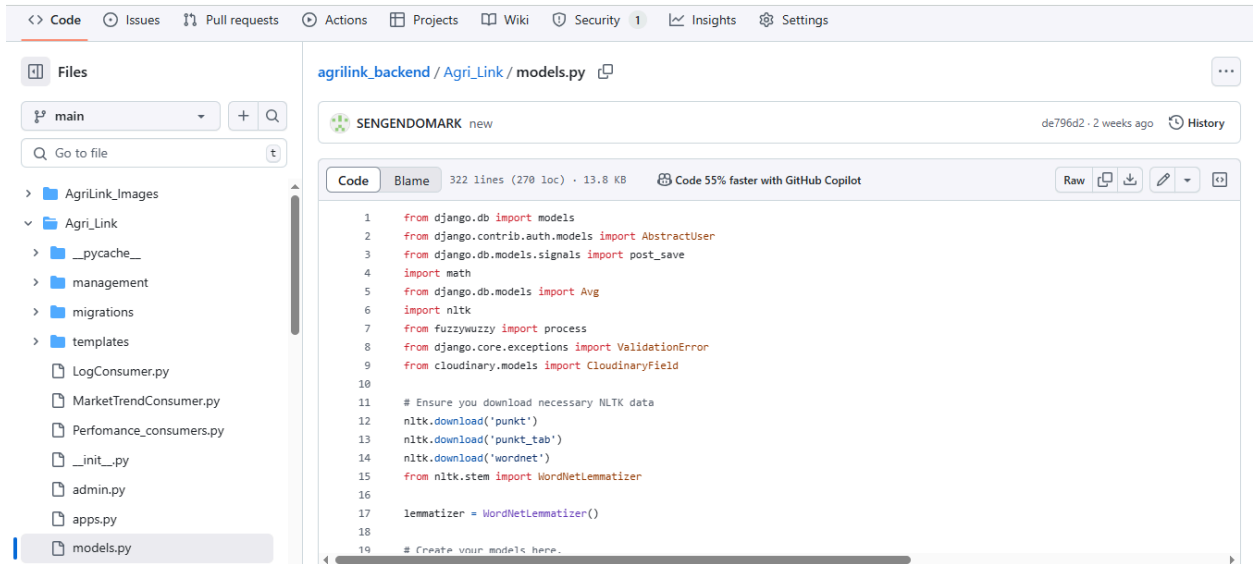 Code Issues Pull requests Actions Projects Wiki Security 1 Insights Settings
Files
main
Go to file t
AgriLink_Images
Agri_Link
__pycache__
management
migrations
templates
LogConsumer.py
MarketTrendConsumer.py
Perfomance_consumers.py
__init__.py
admin.py
apps.py
models.py
agrilink_backend / Agri_Link / models.py
SENGENDOMARK new de796d2 · 2 weeks ago History
Code Blame 322 lines (270 loc) · 13.8 KB Code 55% faster with GitHub Copilot Raw
1 from django.db import models
2 from django.contrib.auth.models import AbstractUser
3 from django.db.models.signals import post_save
4 import math
5 from django.db.models import Avg
6 import nltk
7 from fuzzywuzzy import process
8 from django.core.exceptions import ValidationError
9 from cloudinary.models import CloudinaryField
10
11 # Ensure you download necessary NLTK data
12 nltk.download('punkt')
13 nltk.download('punkt_tab')
14 nltk.download('wordnet')
15 from nltk.stem import WordNetLemmatizer
16
17 lemmatizer = WordNetLemmatizer()
18
19 # Create your models here.